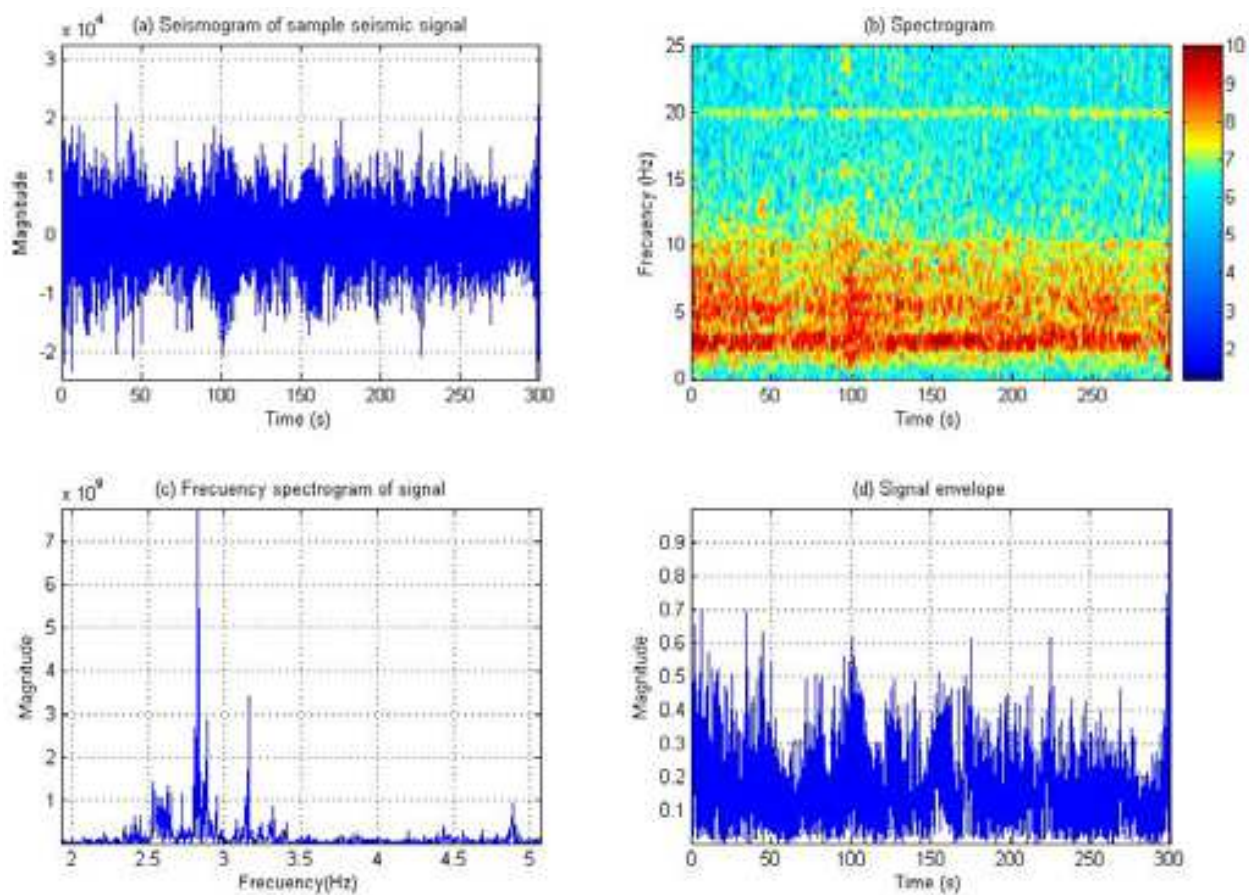 (a) Seismogram of sample seismic signal
x 10^4
3
2
1
0
-1
-2
Magnitude
0 50 100 150 200 250 300
Time (s)
(b) Spectrogram
25
20
15
10
5
0
Frecuency (Hz)
0 50 100 150 200 250
Time (s)
10
9
8
7
6
5
4
3
2
(c) Frecuency spectrogram of signal
x 10^9
7
6
5
4
3
2
1
Magnitude
2 2.5 3 3.5 4 4.5 5
Frecuency(Hz)
(d) Signal envelope
0.9
0.8
0.7
0.6
0.5
0.4
0.3
0.2
0.1
Magnitude
0 50 100 150 200 250 300
Time (s)